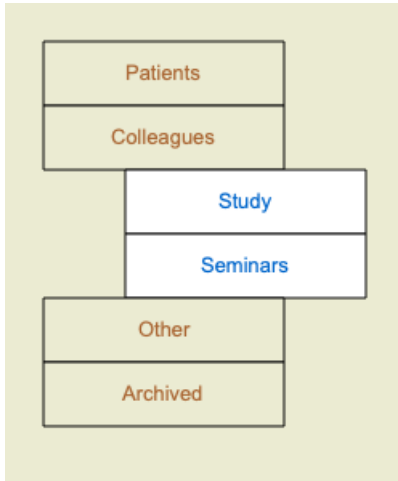 Patients
Colleagues
Study
Seminars
Other
Archived